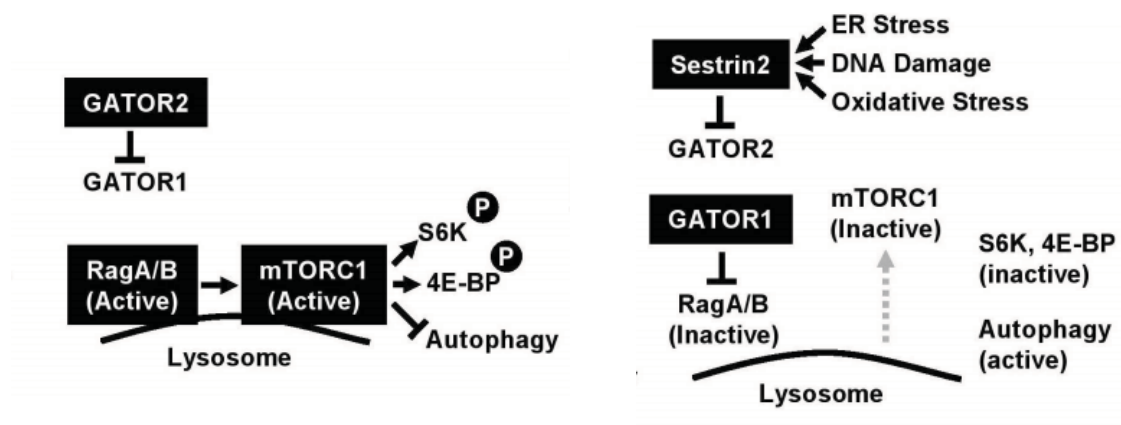 GATOR2
GATOR1
RagA/B
(Active)
mTORC1
(Active)
S6K
P
4E-BP
P
Autophagy
Lysosome
Sestrin2
ER Stress
DNA Damage
Oxidative Stress
GATOR2
GATOR1
mTORC1
(Inactive)
RagA/B
(Inactive)
S6K, 4E-BP
(inactive)
Autophagy
(active)
Lysosome